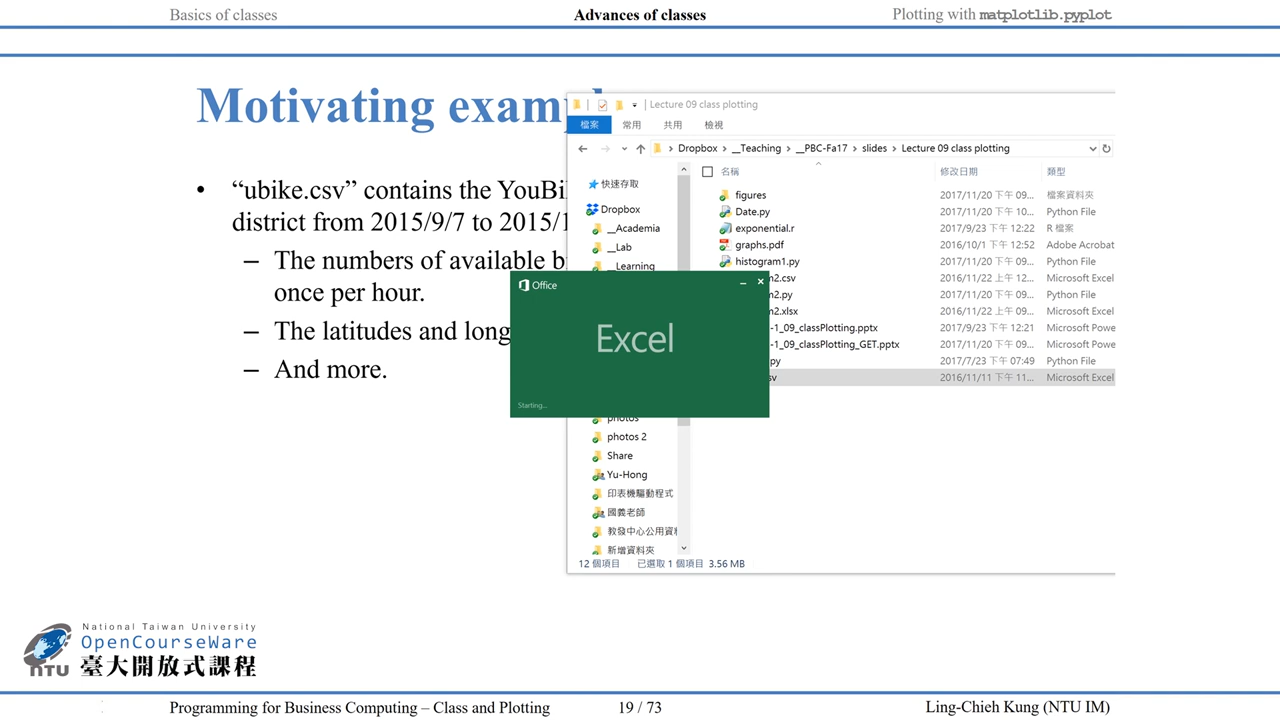 Basics of classes
Advances of classes
Plotting with matplotlib.pyplot
Motivating examp
• “ubike.csv” contains the YouBi
district from 2015/9/7 to 2015/1
– The numbers of available b
once per hour.
– The latitudes and long
– And more.
Lecture 09 class plotting
檔案 常用 共用 檢視
Dropbox › __Teaching › __PBC-Fa17 › slides › Lecture 09 class plotting
快速存取
Dropbox
__Academia
__Lab
__Learning
photos
photos 2
Share
Yu-Hong
印表機驅動程式
國義老師
教發中心公用資料
新增資料夾
名稱 修改日期 類型
figures 2017/11/20 下午 09... 檔案資料夾
Date.py 2017/11/20 下午 10... Python File
exponential.r 2017/9/23 下午 12:22 R 檔案
graphs.pdf 2016/10/1 下午 12:52 Adobe Acrobat
histogram1.py 2017/11/20 下午 09... Python File
m2.csv 2016/11/22 上午 12... Microsoft Excel
m2.py 2017/11/20 下午 09... Python File
m2.xlsx 2016/11/22 上午 09... Microsoft Excel
-1_09_classPlotting.pptx 2017/9/23 下午 12:21 Microsoft Powe
-1_09_classPlotting_GET.pptx 2017/11/20 下午 09... Microsoft Powe
py 2017/7/23 下午 07:49 Python File
sv 2016/11/11 下午 11... Microsoft Excel
Office
Excel
Starting...
12 個項目 已選取 1 個項目 3.56 MB
National Taiwan University
OpenCourseWare
NTU 臺大開放式課程
Programming for Business Computing – Class and Plotting
19 / 73
Ling-Chieh Kung (NTU IM)